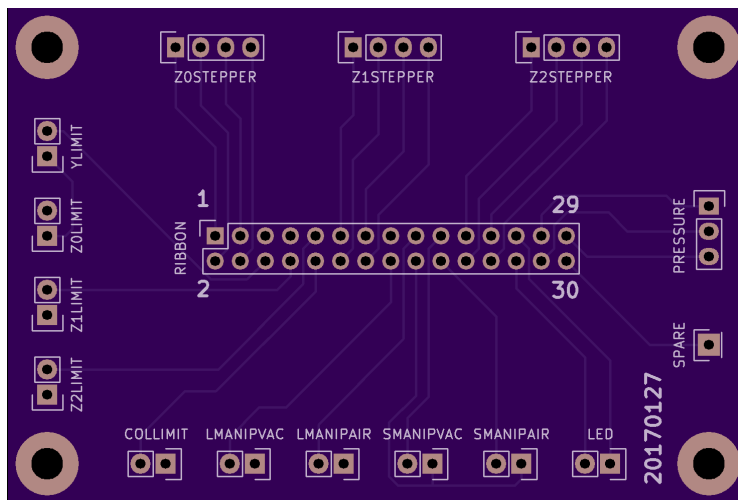 Z0STEPPER Z1STEPPER Z2STEPPER
YLIMIT
Z0LIMIT
Z1LIMIT
Z2LIMIT
1 29
RIBBON
2 30
PRESSURE
SPARE
COLLIMIT LMANIPVAC LMANIPAIR SMANIPVAC SMANIPAIR LED
20170127